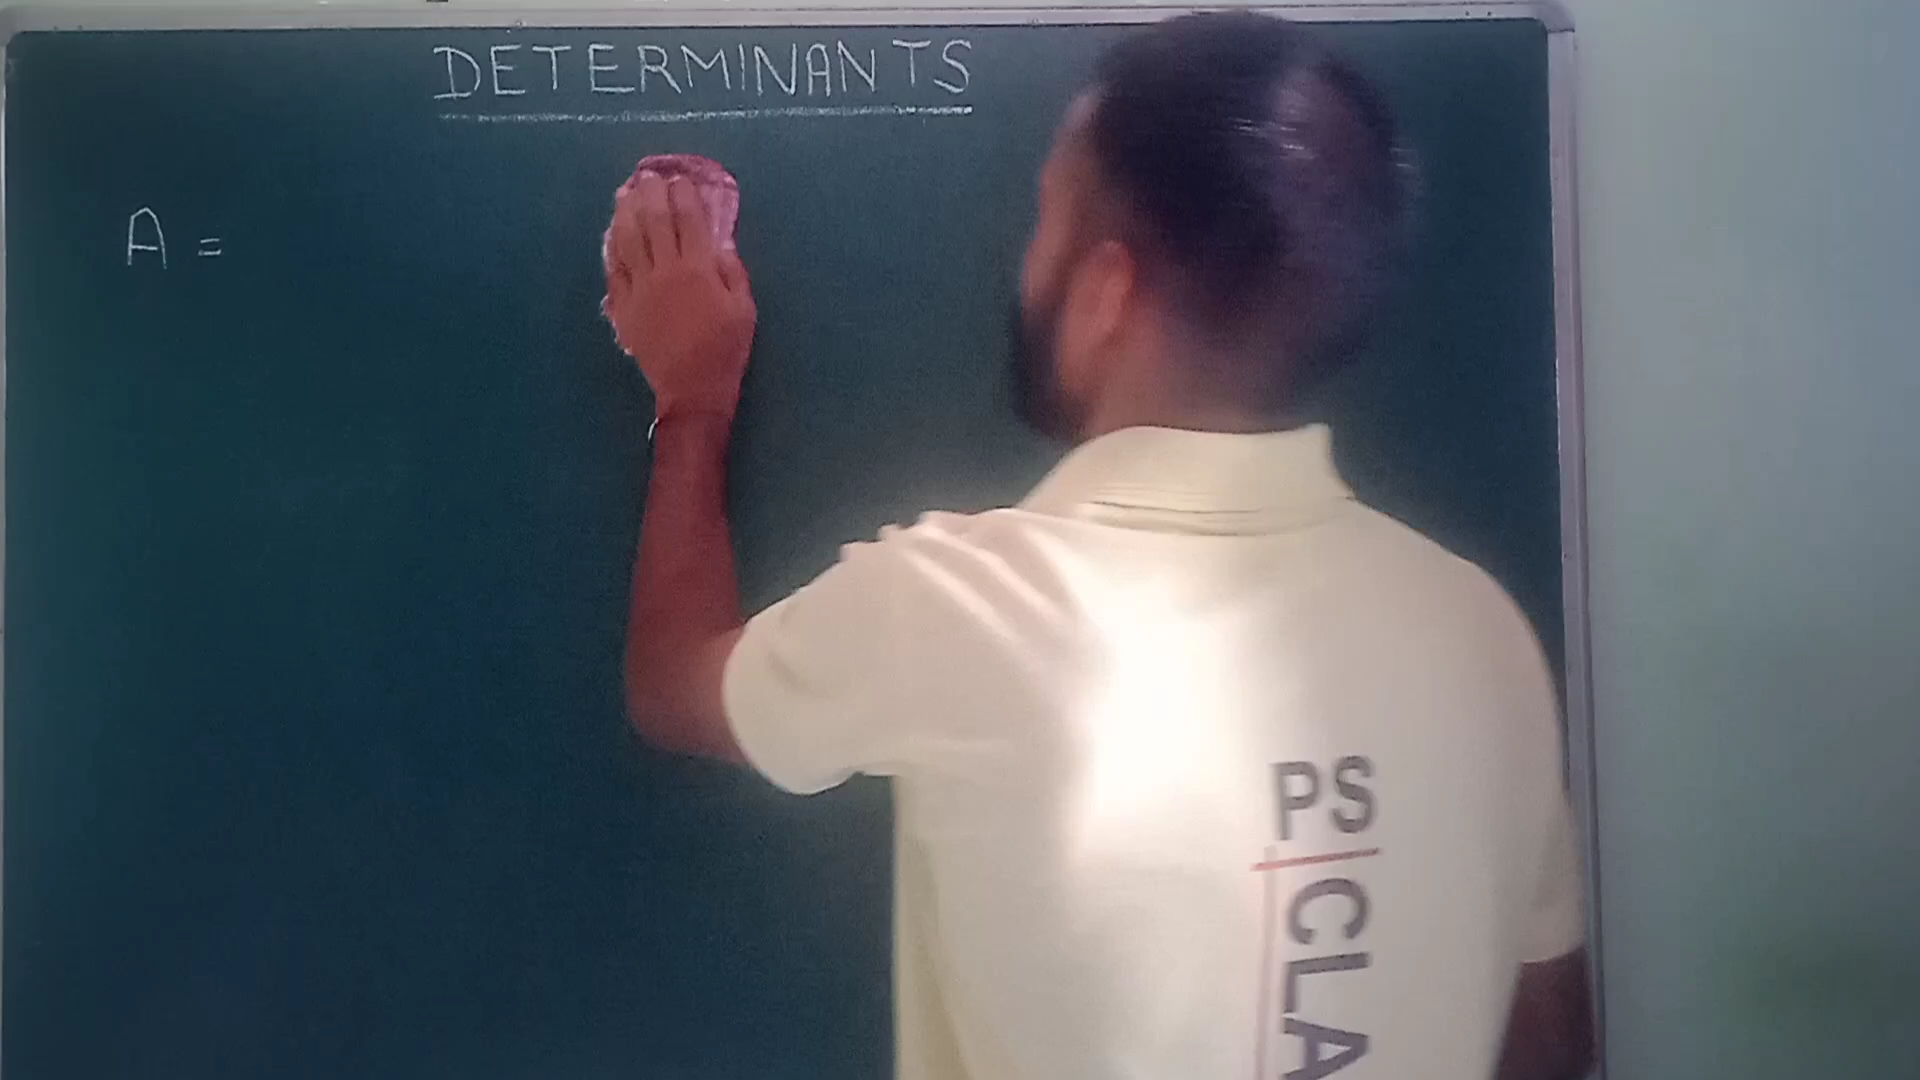 DETERMINANTS
A =
PS
CLA